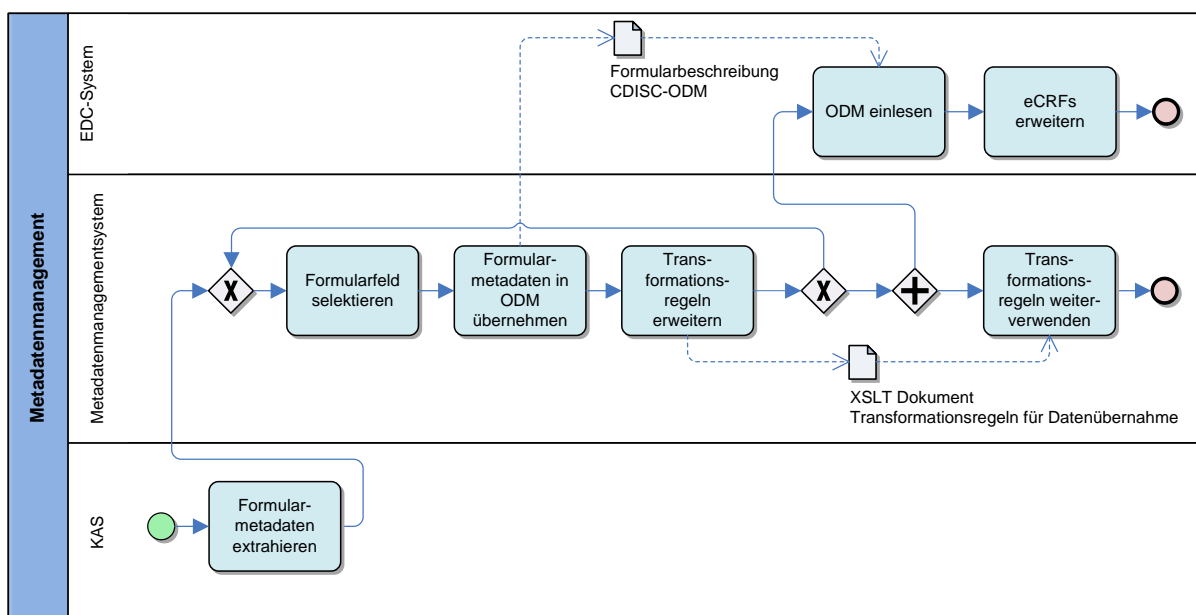 Metadatenmanagement
EDC-System
Formularbeschreibung
CDISC-ODM
ODM einlesen
eCRFs
erweitern
Metadatenmanagementsystem
X
Formularfeld
selektieren
Formular-
metadaten in
ODM
übernehmen
Trans-
formations-
regeln
erweitern
X
Trans-
formations-
regeln weiter-
verwenden
XSLT Dokument
Transformationsregeln für Datenübernahme
KAS
Formular-
metadaten
extrahieren